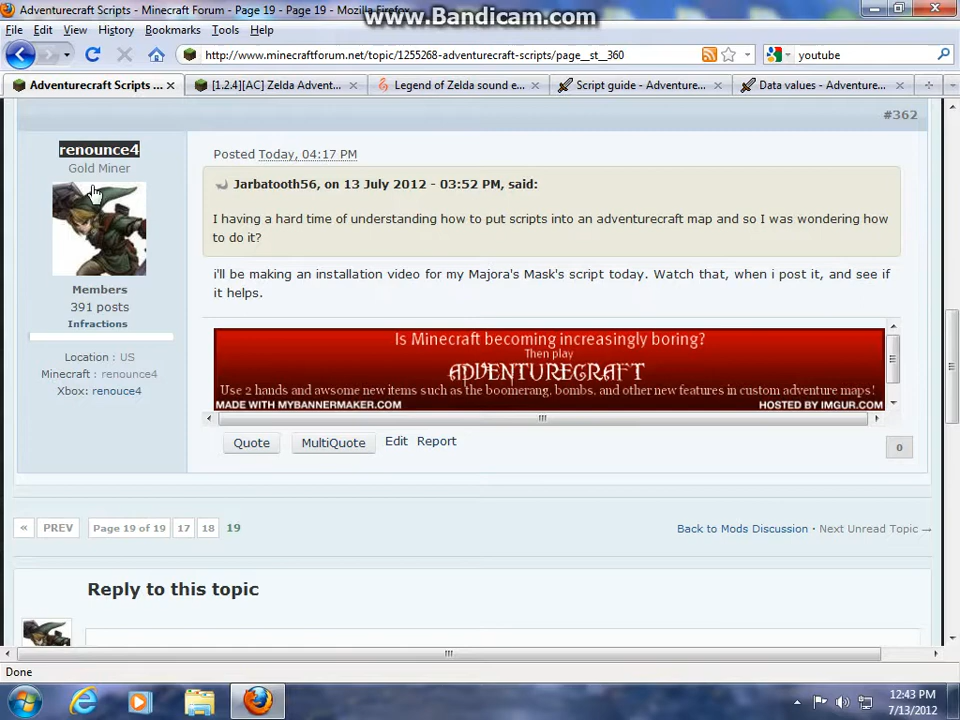 Adventurecraft Scripts - Minecraft Forum - Page 19 - Page 19 - Mozilla Firefox
www.Bandicam.com
File Edit View History Bookmarks Tools Help
http://www.minecraftforum.net/topic/1255268-adventurecraft-scripts/page__st__360
youtube
Adventurecraft Scripts ...
[1.2.4][AC] Zelda Advent...
Legend of Zelda sound e...
Script guide - Adventure...
Data values - Adventure...
#362
renounce4
Gold Miner
Members
391 posts
Infractions
Location : US
Minecraft : renounce4
Xbox: renouce4
Posted Today, 04:17 PM
Jarbatooth56, on 13 July 2012 - 03:52 PM, said:
I having a hard time of understanding how to put scripts into an adventurecraft map and so I was wondering how
to do it?
i'll be making an installation video for my Majora's Mask's script today. Watch that, when i post it, and see if
it helps.
Is Minecraft becoming increasingly boring?
Then play
ADVENTURECRAFT
Use 2 hands and awsome new items such as the boomerang, bombs, and other new features in custom adventure maps!
MADE WITH MYBANNERMAKER.COM HOSTED BY IMGUR.COM
Quote MultiQuote Edit Report
0
« PREV Page 19 of 19 17 18 19
Back to Mods Discussion · Next Unread Topic →
Reply to this topic
Done
12:43 PM
7/13/2012